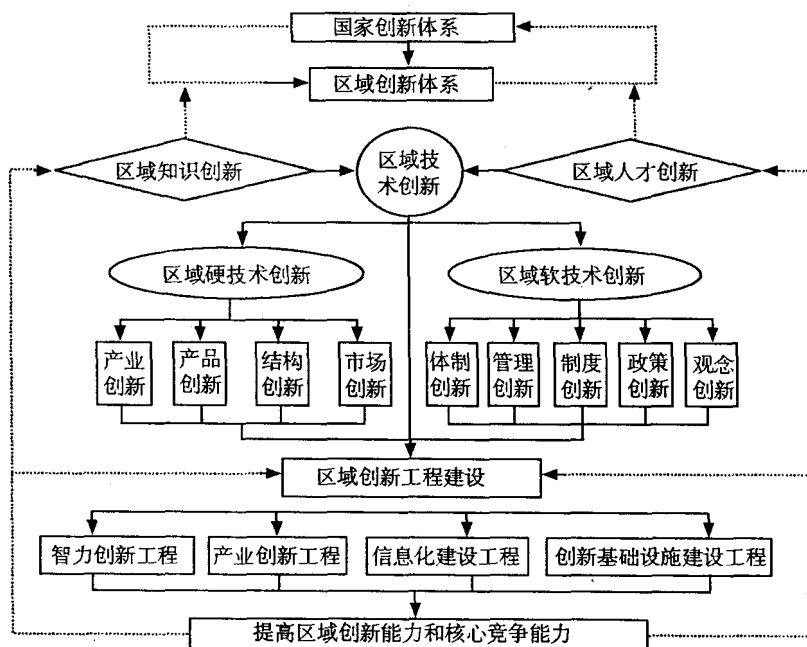 国家创新体系
区域创新体系
区域知识创新
区域技
术创新
区域人才创新
区域硬技术创新
区域软技术创新
产业
创新
产品
创新
结构
创新
市场
创新
体制
创新
管理
创新
制度
创新
政策
创新
观念
创新
区域创新工程建设
智力创新工程
产业创新工程
信息化建设工程
创新基础设施建设工程
提高区域创新能力和核心竞争能力